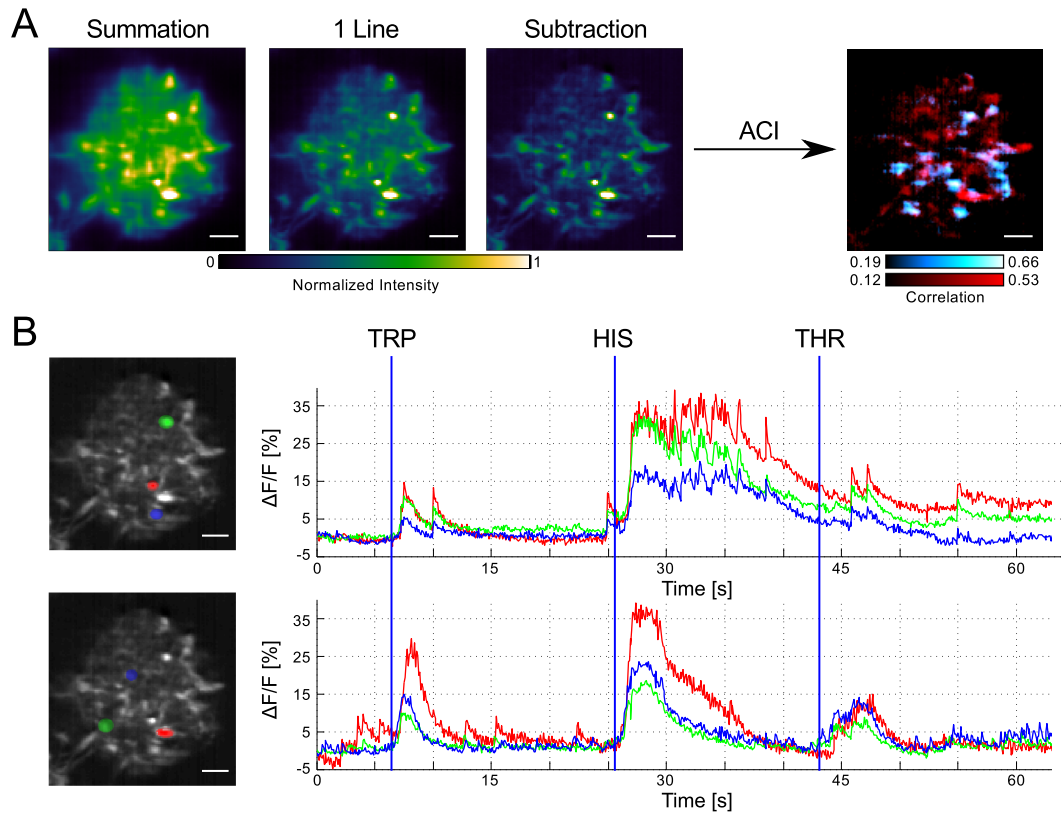 A
Summation
1 Line
Subtraction
ACI
0
1
Normalized Intensity
0.19
0.66
0.12
0.53
Correlation
B
TRP
HIS
THR
35
25
15
5
-5
ΔF/F [%]
0
15
30
45
60
Time [s]
35
25
15
5
-5
ΔF/F [%]
0
15
30
45
60
Time [s]